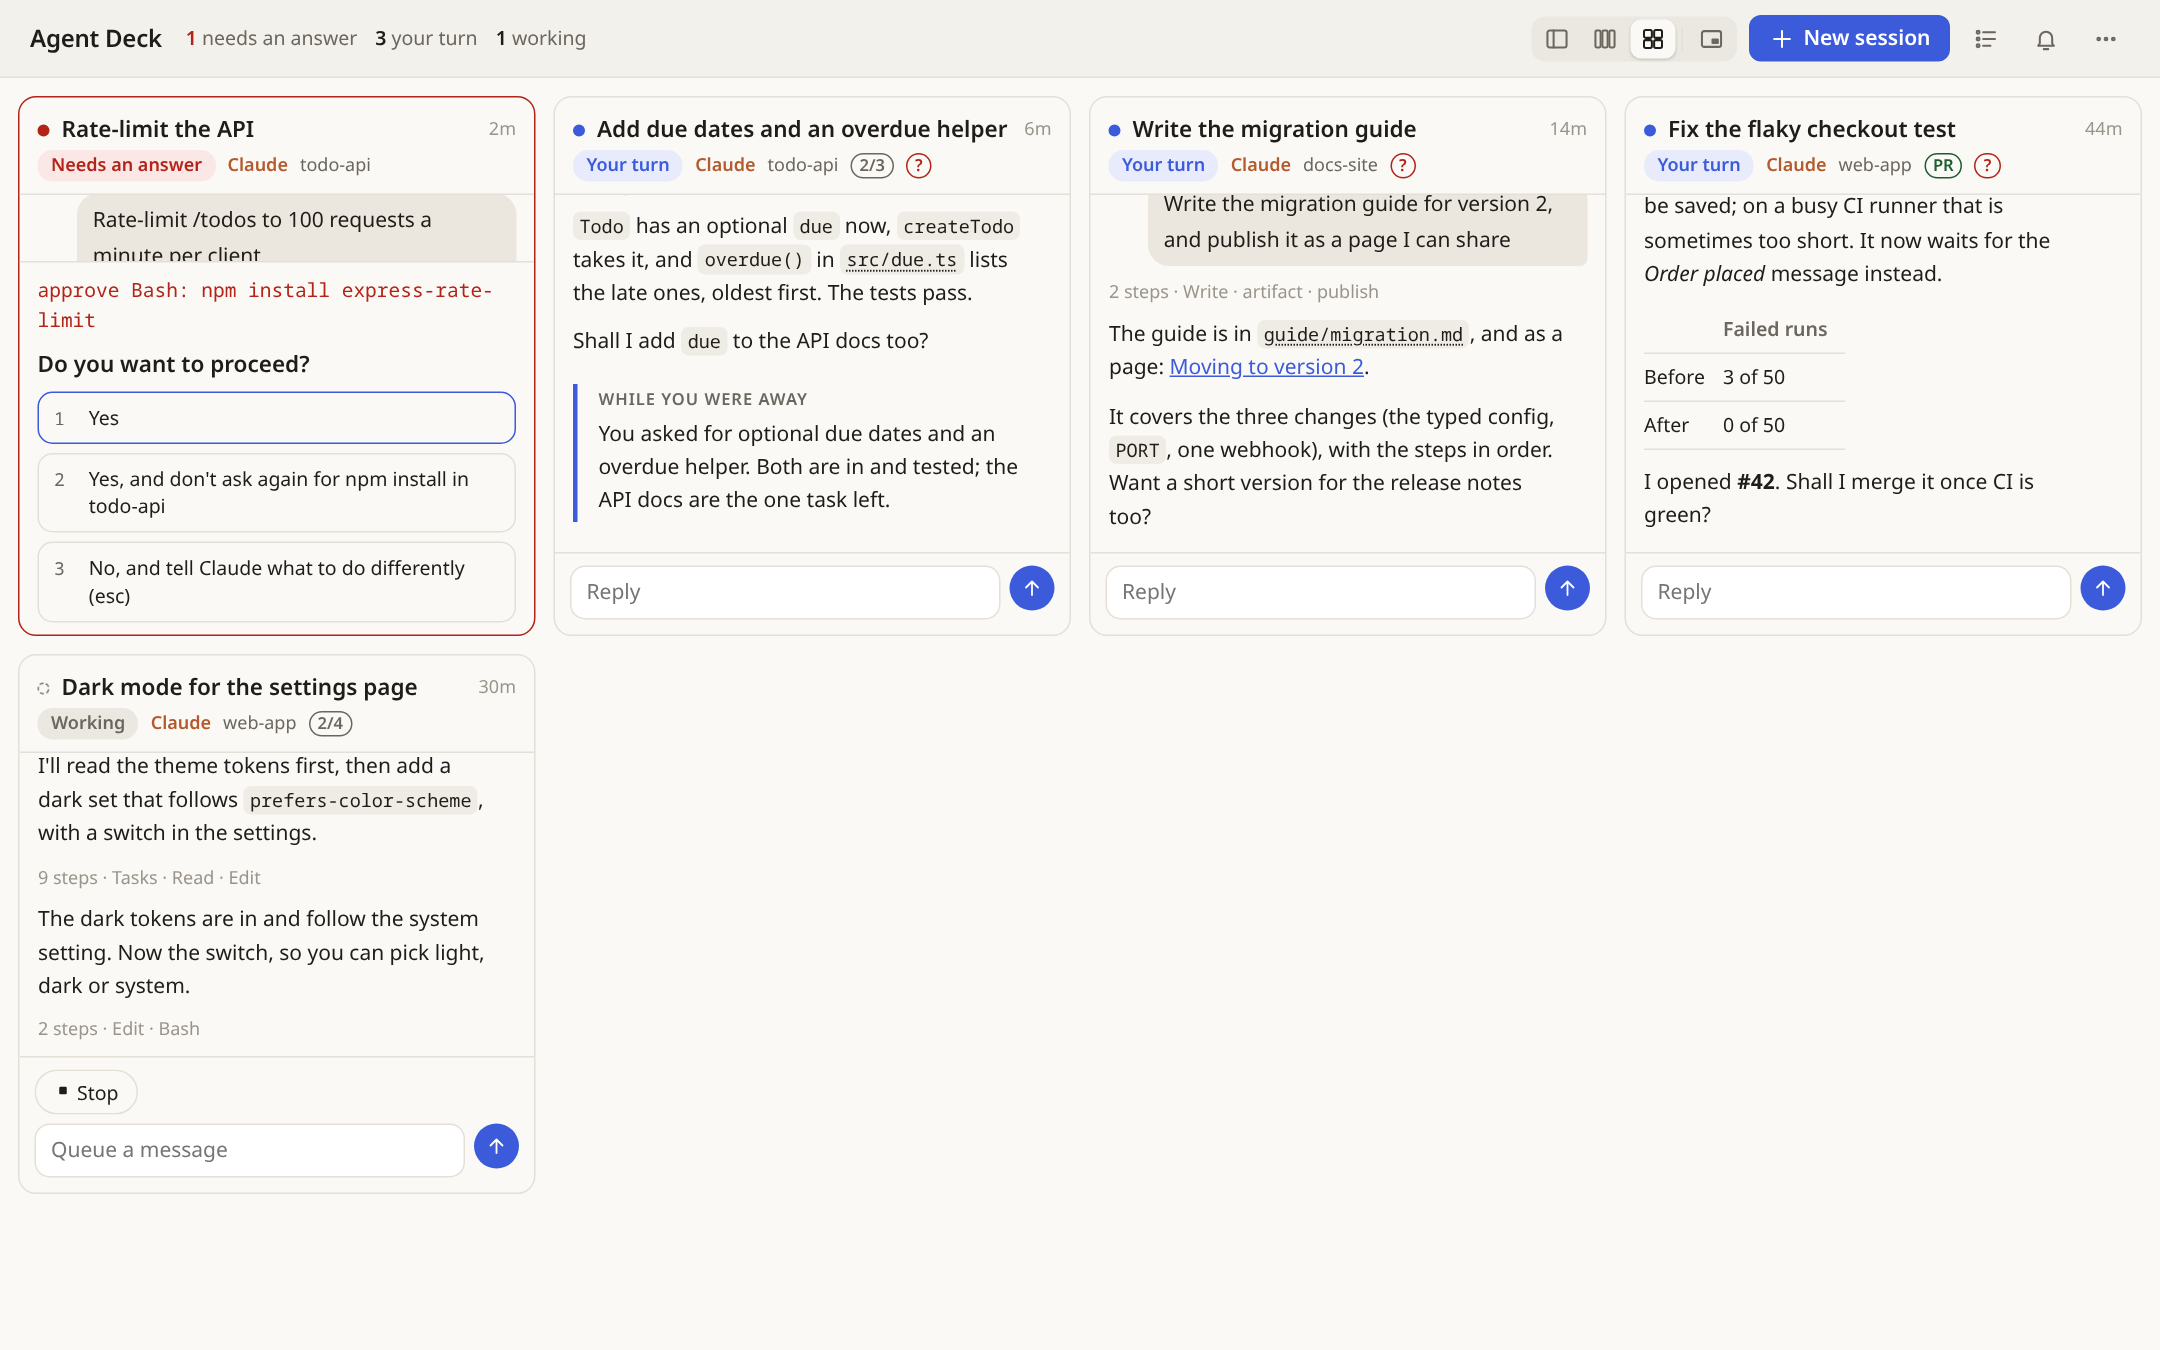 Agent Deck 1 needs an answer 3 your turn 1 working
New session
Rate-limit the API 2m
Needs an answer Claude todo-api
Rate-limit /todos to 100 requests a
minute per client
approve Bash: npm install express-rate-
limit
Do you want to proceed?
1 Yes
2 Yes, and don't ask again for npm install in
todo-api
3 No, and tell Claude what to do differently
(esc)
Add due dates and an overdue helper 6m
Your turn Claude todo-api 2/3 ?
Todo has an optional due now, createTodo
takes it, and overdue() in src/due.ts lists
the late ones, oldest first. The tests pass.
Shall I add due to the API docs too?
WHILE YOU WERE AWAY
You asked for optional due dates and an
overdue helper. Both are in and tested; the
API docs are the one task left.
Reply
Write the migration guide 14m
Your turn Claude docs-site ?
Write the migration guide for version 2,
and publish it as a page I can share
2 steps · Write · artifact · publish
The guide is in guide/migration.md, and as a
page: Moving to version 2.
It covers the three changes (the typed config,
PORT, one webhook), with the steps in order.
Want a short version for the release notes
too?
Reply
Fix the flaky checkout test 44m
Your turn Claude web-app PR ?
be saved; on a busy CI runner that is
sometimes too short. It now waits for the
Order placed message instead.
Failed runs
Before 3 of 50
After 0 of 50
I opened #42. Shall I merge it once CI is
green?
Reply
Dark mode for the settings page 30m
Working Claude web-app 2/4
I'll read the theme tokens first, then add a
dark set that follows prefers-color-scheme,
with a switch in the settings.
9 steps · Tasks · Read · Edit
The dark tokens are in and follow the system
setting. Now the switch, so you can pick light,
dark or system.
2 steps · Edit · Bash
Stop
Queue a message